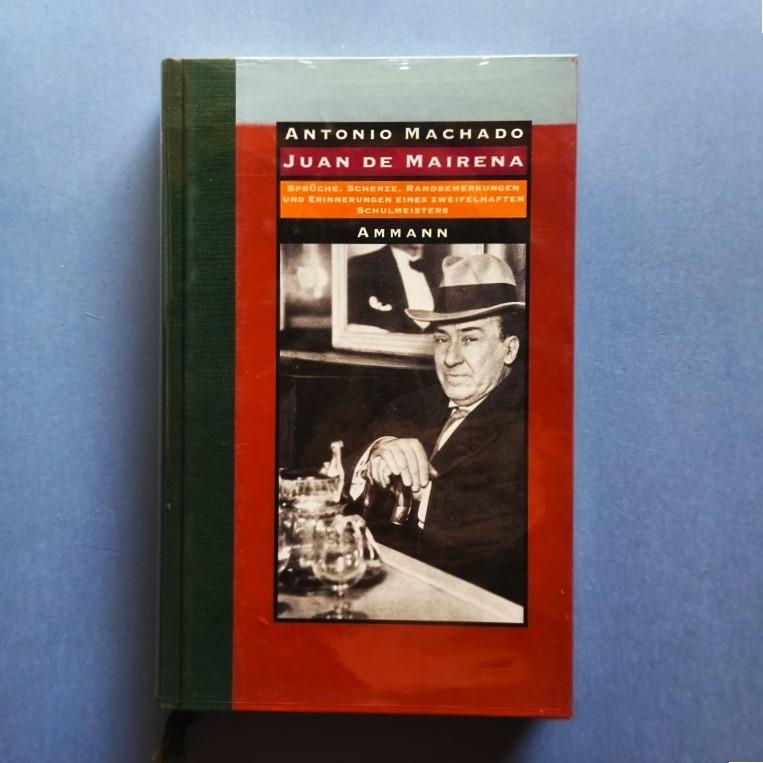 ANTONIO MACHADO
JUAN DE MAIRENA
SPRÜCHE, SCHERZE, RANDBEMERKUNGEN
UND ERINNERUNGEN EINES ZWEIFELHAFTEN
SCHULMEISTERS
AMMANN